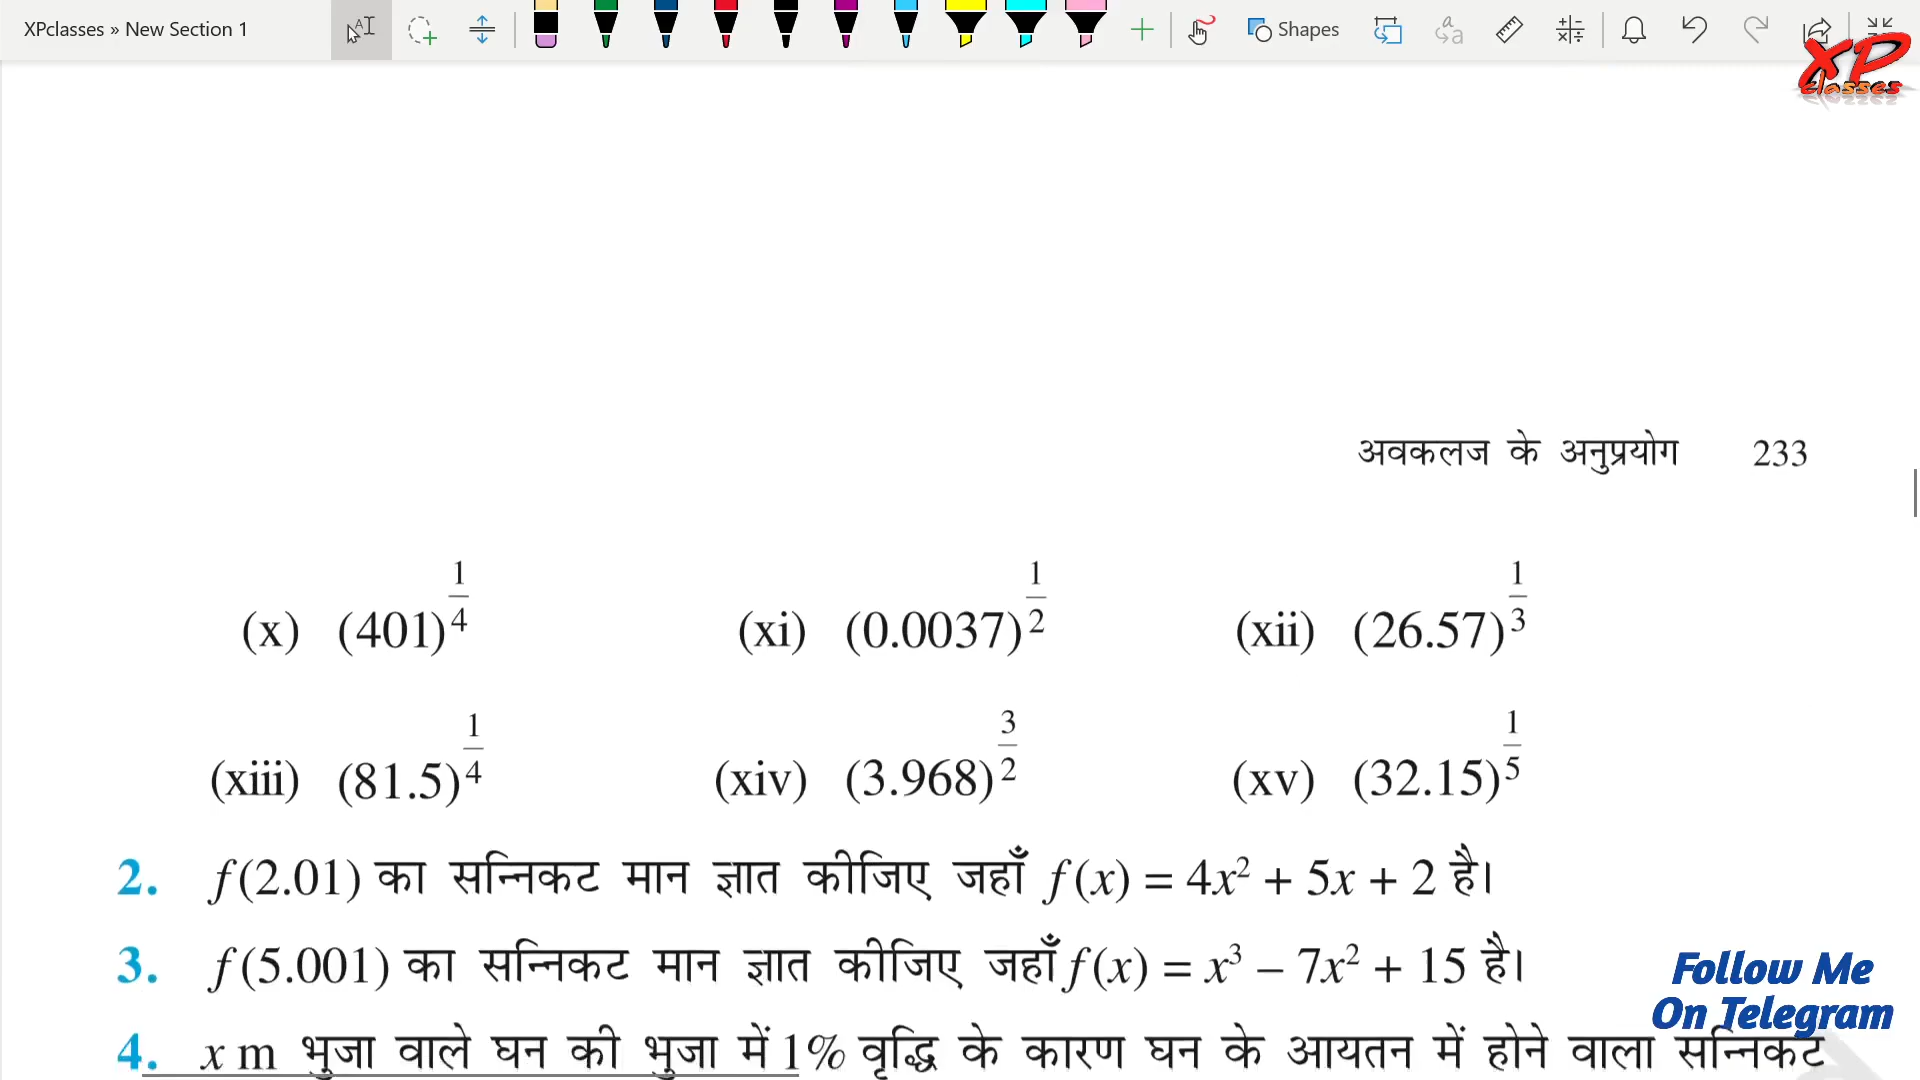 XPclasses » New Section 1
Shapes
XP
classes
अवकलज के अनुप्रयोग 233
(x) (401)^{1/4} (xi) (0.0037)^{1/2} (xii) (26.57)^{1/3}
(xiii) (81.5)^{1/4} (xiv) (3.968)^{3/2} (xv) (32.15)^{1/5}
2. f(2.01) का सन्निकट मान ज्ञात कीजिए जहाँ f(x) = 4x² + 5x + 2 है।
3. f(5.001) का सन्निकट मान ज्ञात कीजिए जहाँ f(x) = x³ – 7x² + 15 है।
Follow Me
On Telegram
4. x m भुजा वाले घन की भुजा में 1% वृद्धि के कारण घन के आयतन में होने वाला सन्निकट